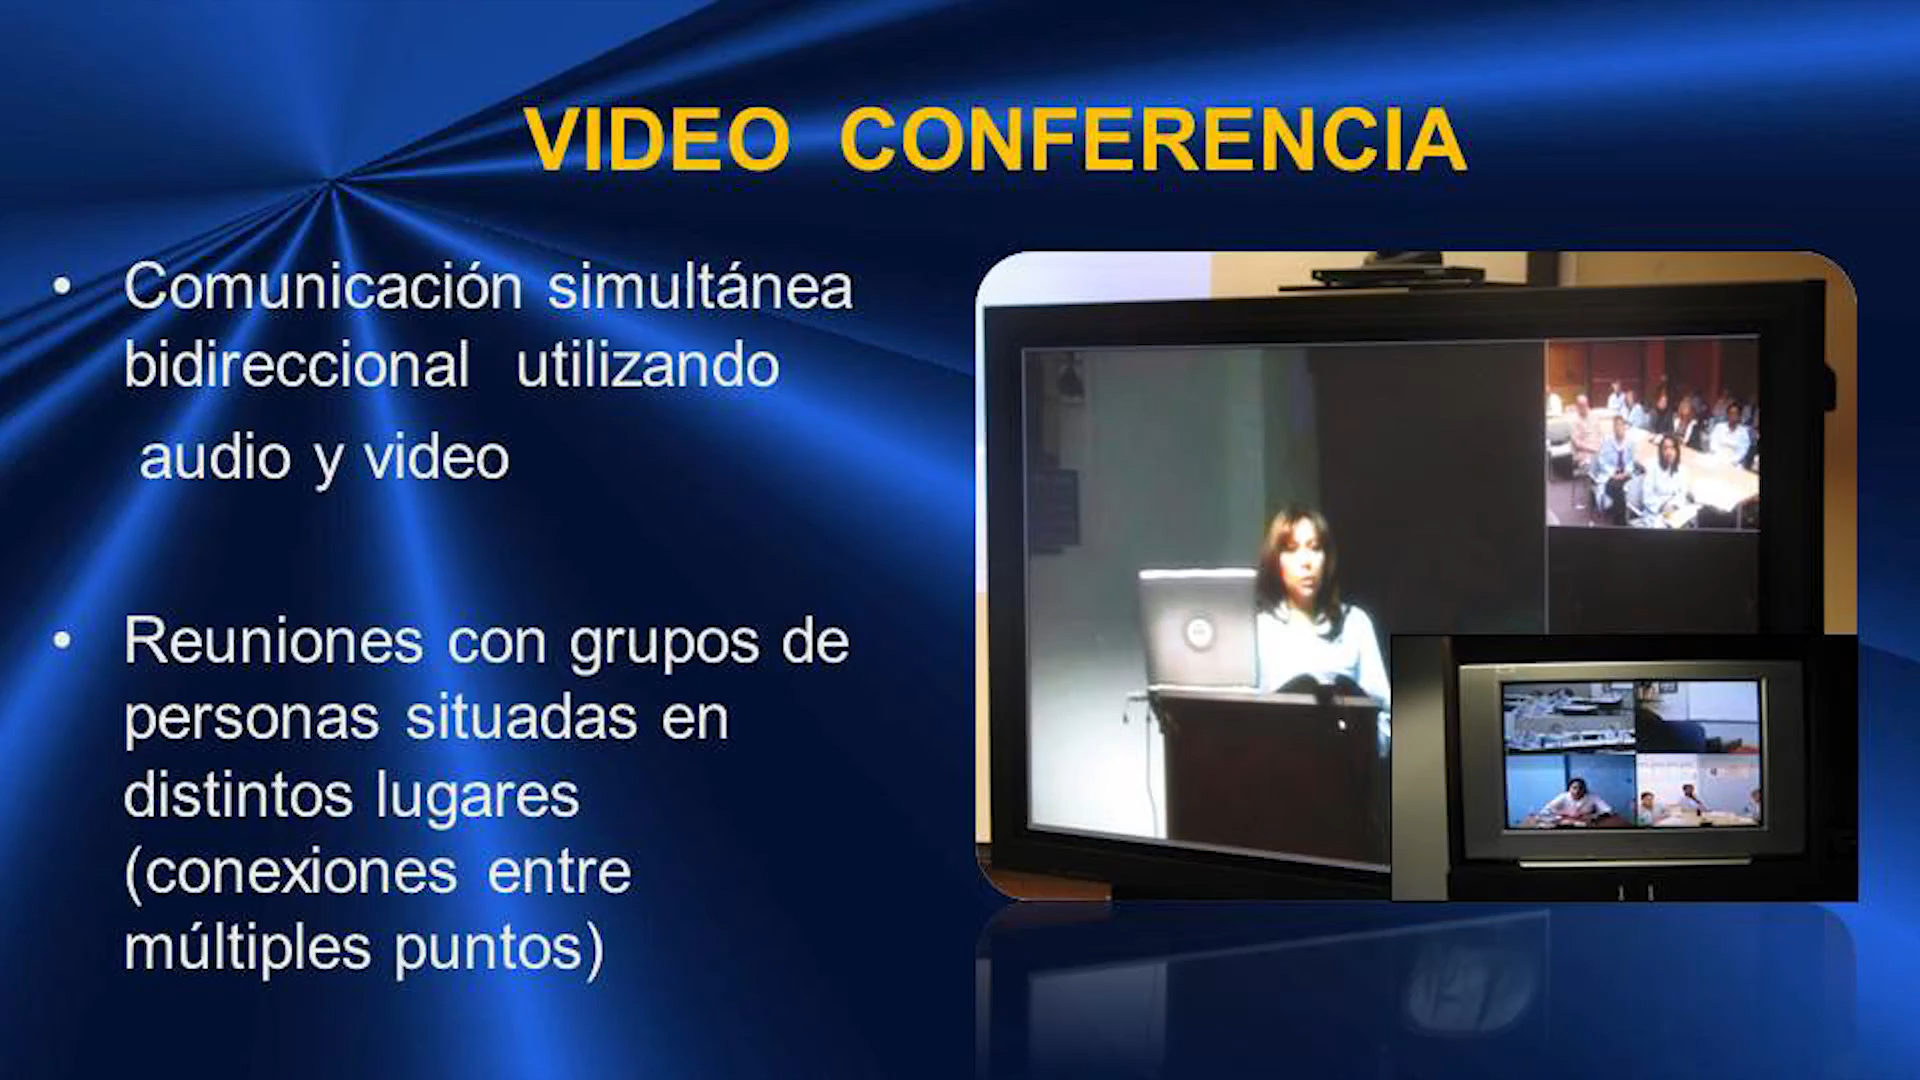 VIDEO CONFERENCIA
• Comunicación simultánea
bidireccional utilizando
audio y video
• Reuniones con grupos de
personas situadas en
distintos lugares
(conexiones entre
múltiples puntos)